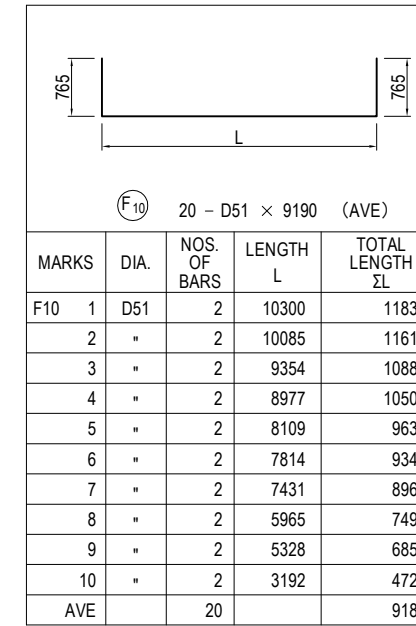 765
765
L
F10 20 - D51 × 9190 (AVE)
MARKS DIA. NOS. OF BARS LENGTH L TOTAL LENGTH ΣL
F10 1 D51 2 10300 1183
2 " 2 10085 1161
3 " 2 9354 1088
4 " 2 8977 1050
5 " 2 8109 963
6 " 2 7814 934
7 " 2 7431 896
8 " 2 5965 749
9 " 2 5328 685
10 " 2 3192 472
AVE 20 918